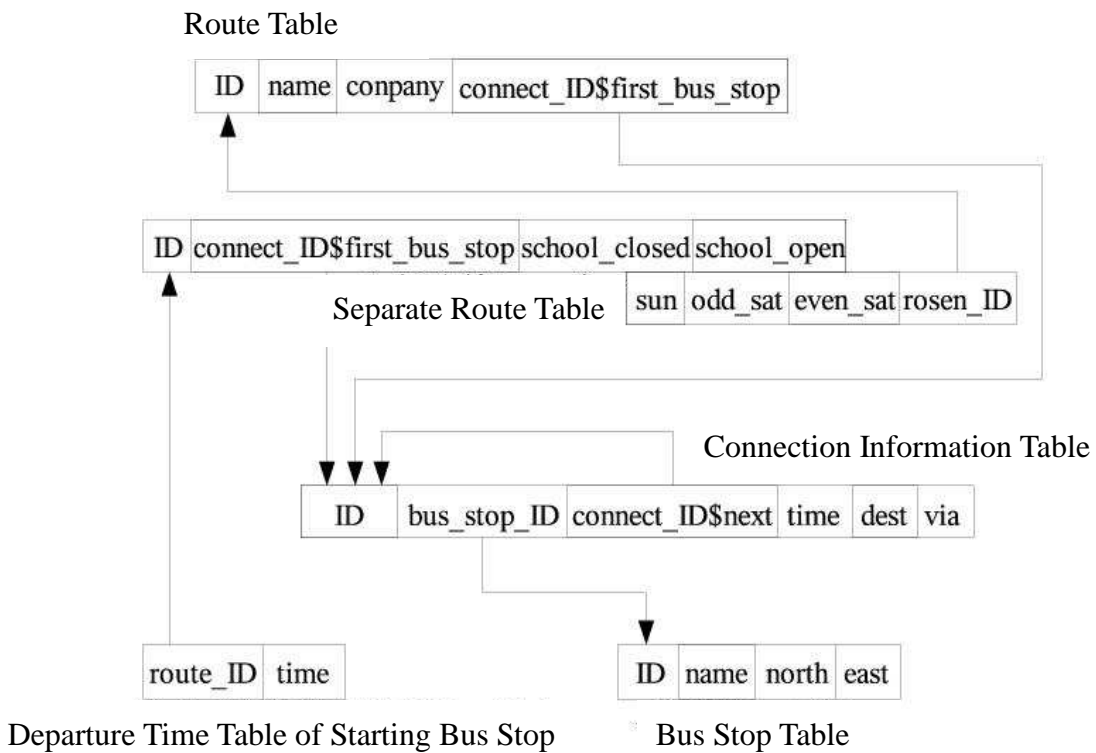 Route Table
ID name conpany connect_ID$first_bus_stop
ID connect_ID$first_bus_stop school_closed school_open
Separate Route Table
sun odd_sat even_sat rosen_ID
Connection Information Table
ID bus_stop_ID connect_ID$next time dest via
route_ID time
ID name north east
Departure Time Table of Starting Bus Stop
Bus Stop Table